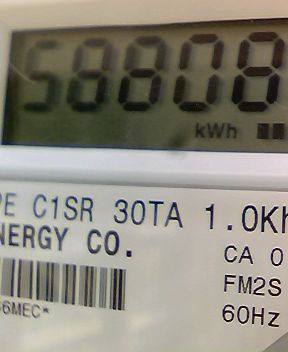 58808
kWh
PE C1SR 30TA 1.0Kh
NERGY CO.
CA 0
FM2S
6MEC*
60Hz